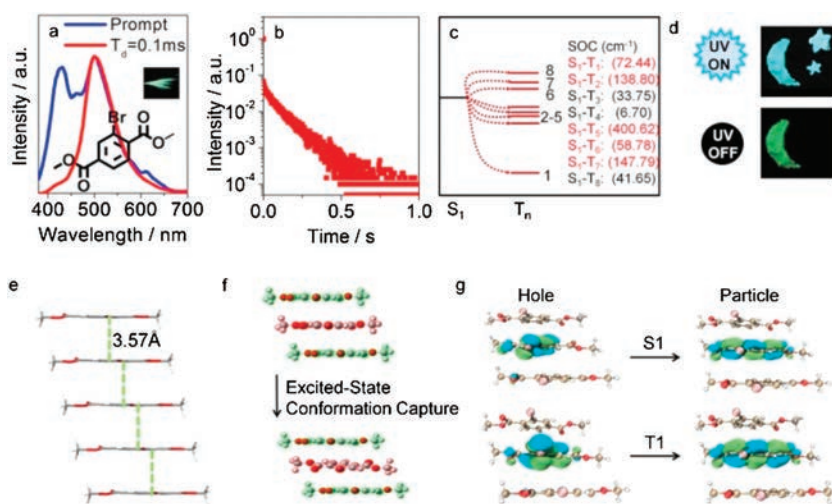 a
Prompt
T_d=0.1ms
Br
O
O
O
O
Intensity / a.u.
400
500
600
700
Wavelength / nm
b
10^0
10^-1
10^-2
10^-3
10^-4
Intensity / a.u.
0.0
0.5
1.0
Time / s
c
SOC (cm⁻¹)
8
7
6
2-5
1
S₁-T₁: (72.44)
S₁-T₂: (138.80)
S₁-T₃: (33.75)
S₁-T₄: (6.70)
S₁-T₅: (400.62)
S₁-T₆: (58.78)
S₁-T₇: (147.79)
S₁-T₈: (41.65)
S₁
Tₙ
d
UV
ON
UV
OFF
e
3.57Å
f
Excited-State
Conformation Capture
g
Hole
Particle
S1
T1